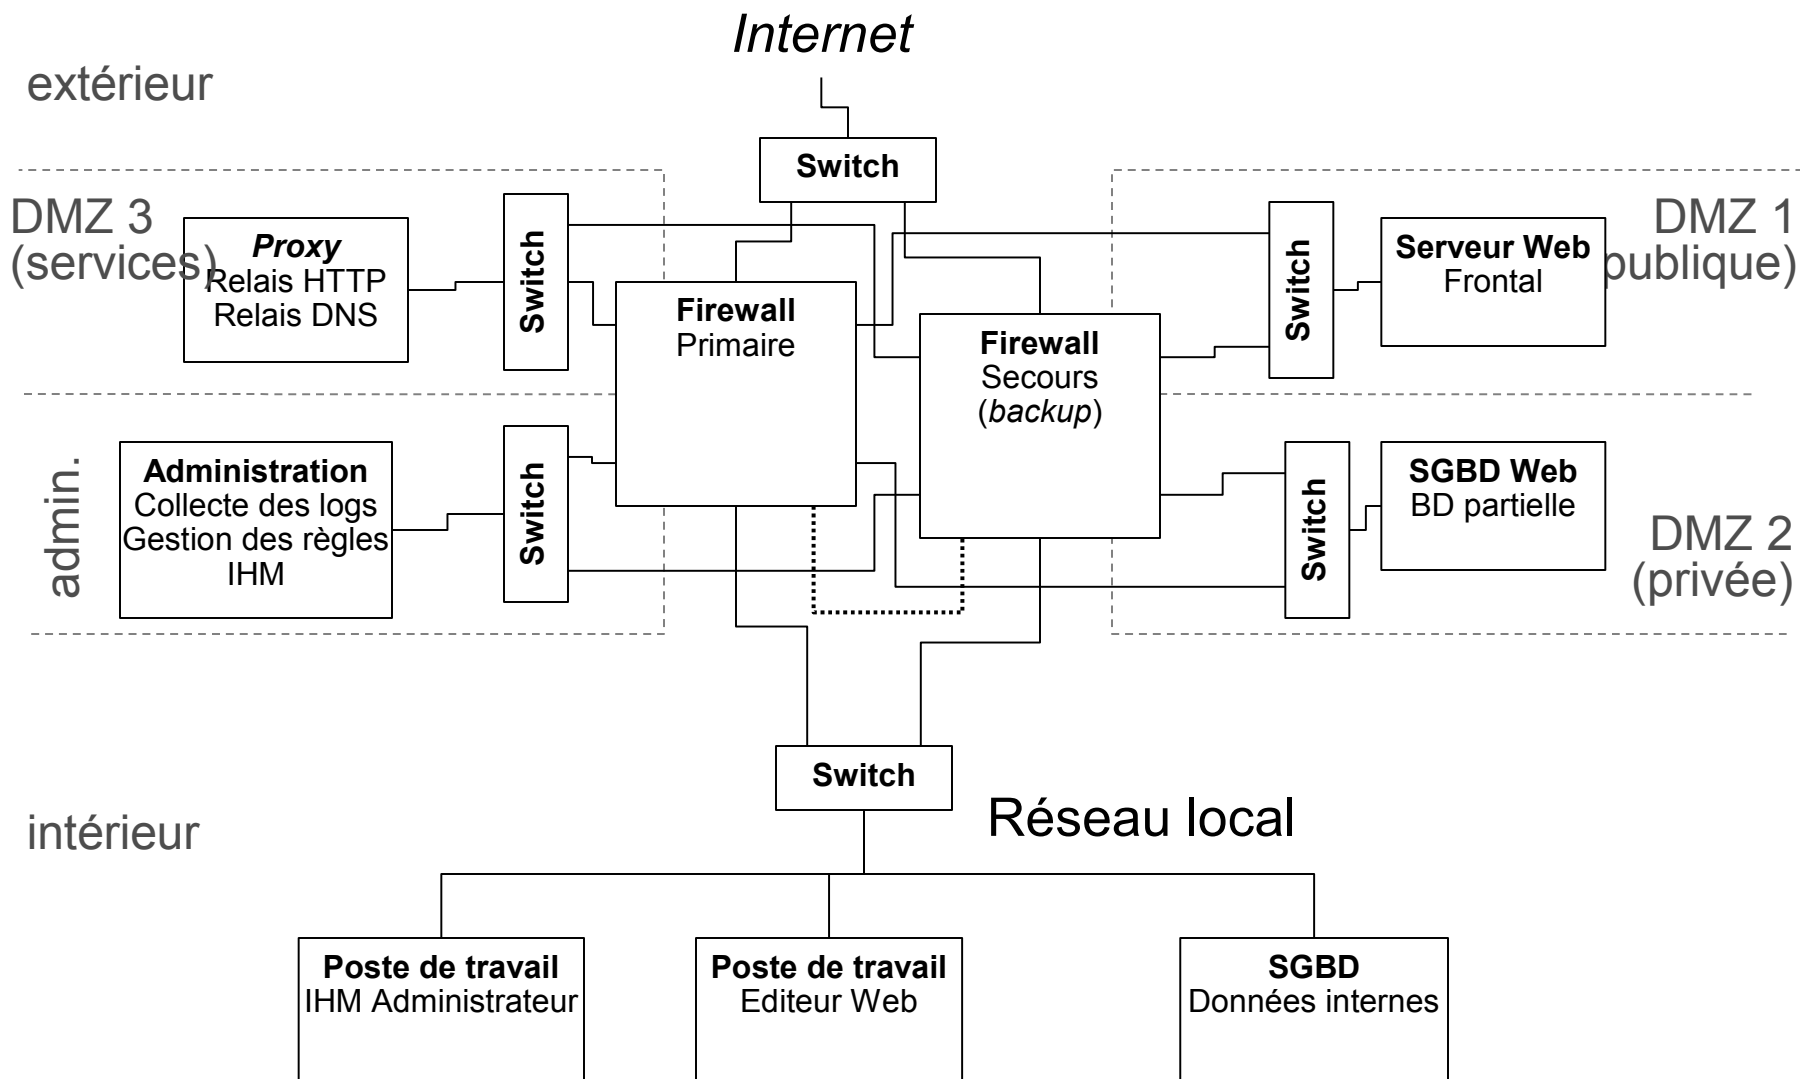 Internet
extérieur
Switch
DMZ 3
(services)
Proxy
Relais HTTP
Relais DNS
Switch
Firewall
Primaire
Firewall
Secours
(backup)
Switch
Serveur Web
Frontal
DMZ 1
publique)
admin.
Administration
Collecte des logs
Gestion des règles
IHM
Switch
Switch
SGBD Web
BD partielle
DMZ 2
(privée)
Switch
Réseau local
intérieur
Poste de travail
IHM Administrateur
Poste de travail
Editeur Web
SGBD
Données internes